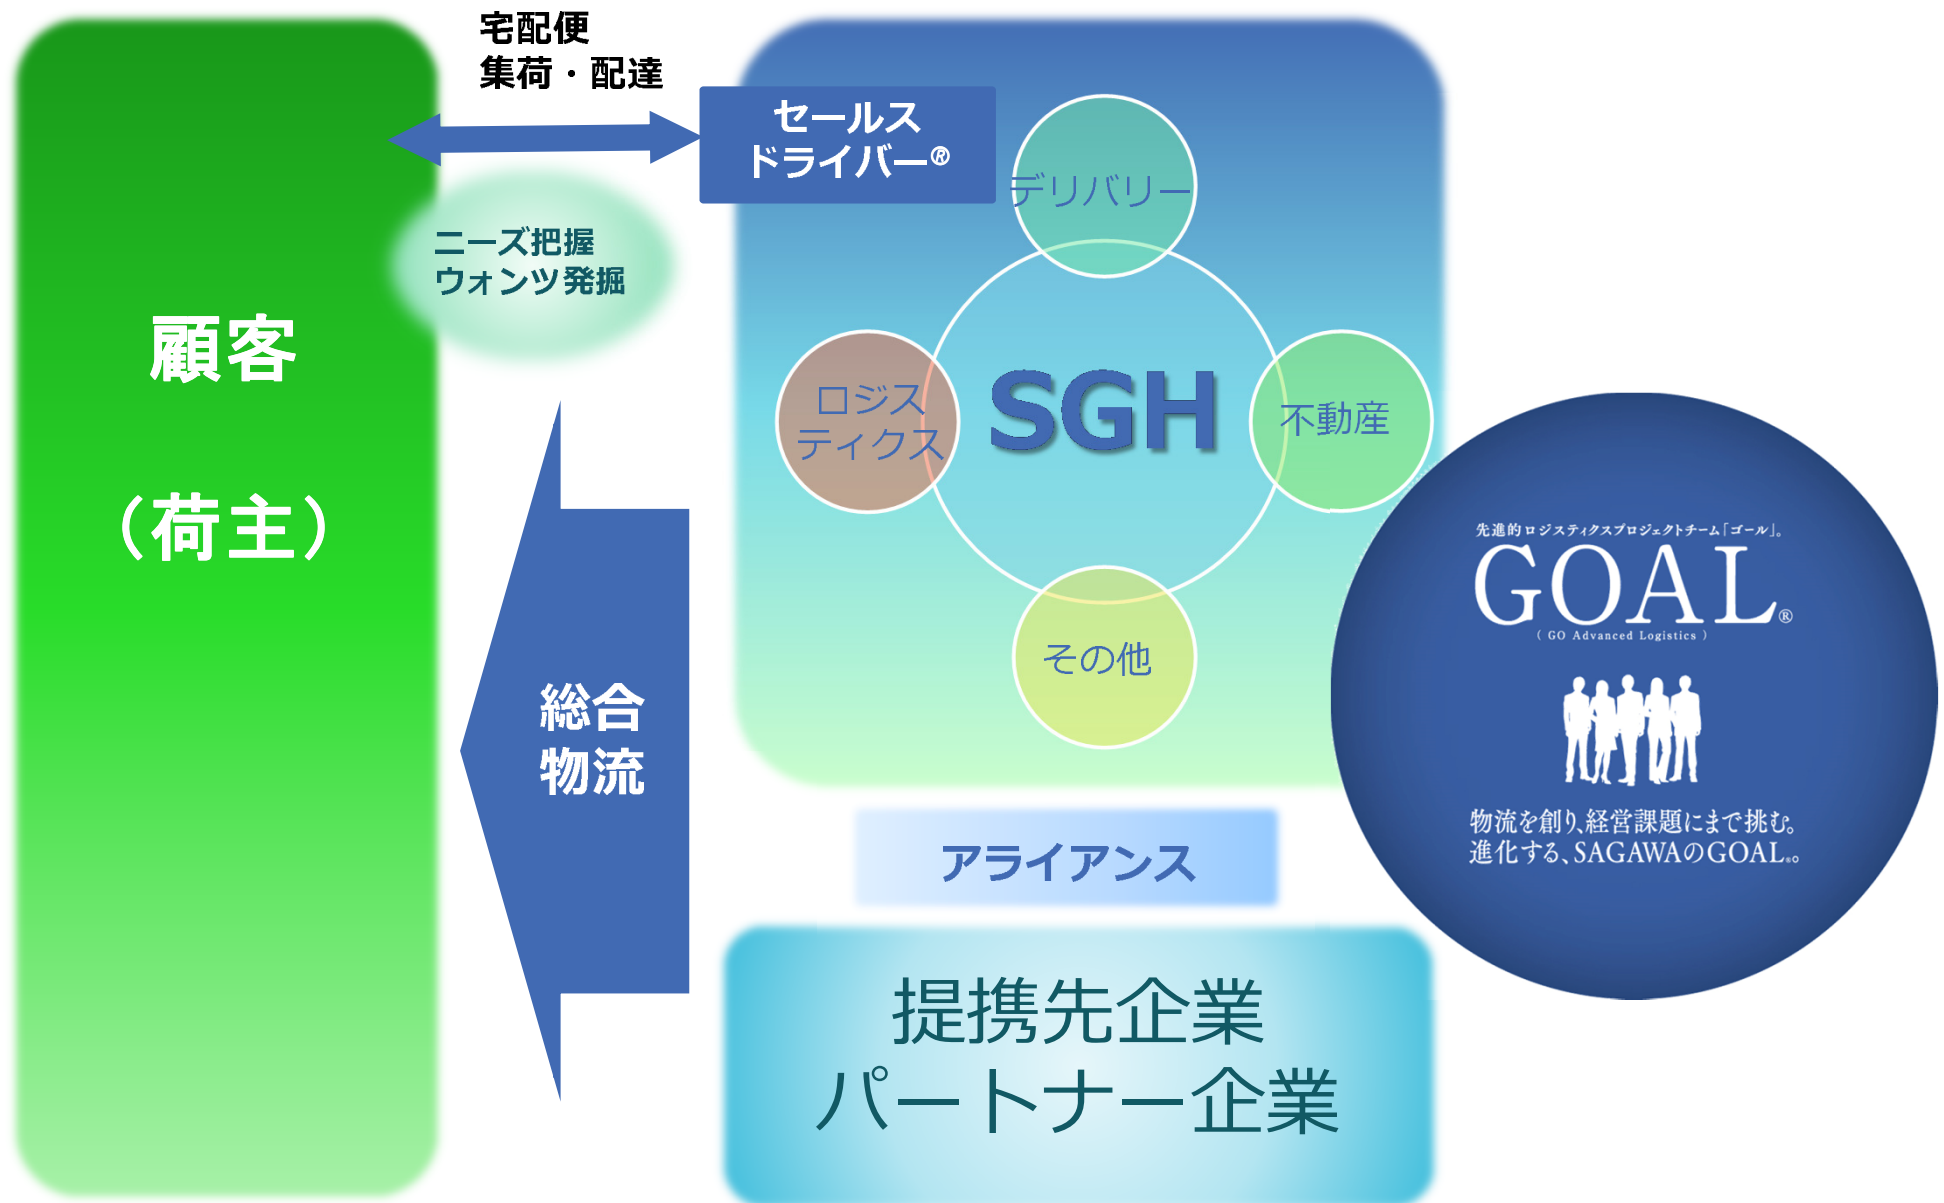 宅配便
集荷・配達
セールス
ドライバー®
ニーズ把握
ウォンツ発掘
顧客
（荷主）
総合
物流
デリバリー
ロジス
ティクス
SGH
不動産
その他
先進的ロジスティクスプロジェクトチーム「ゴール」。
GOAL®
( GO Advanced Logistics )
物流を創り、経営課題にまで挑む。
進化する、SAGAWAのGOAL®。
アライアンス
提携先企業
パートナー企業